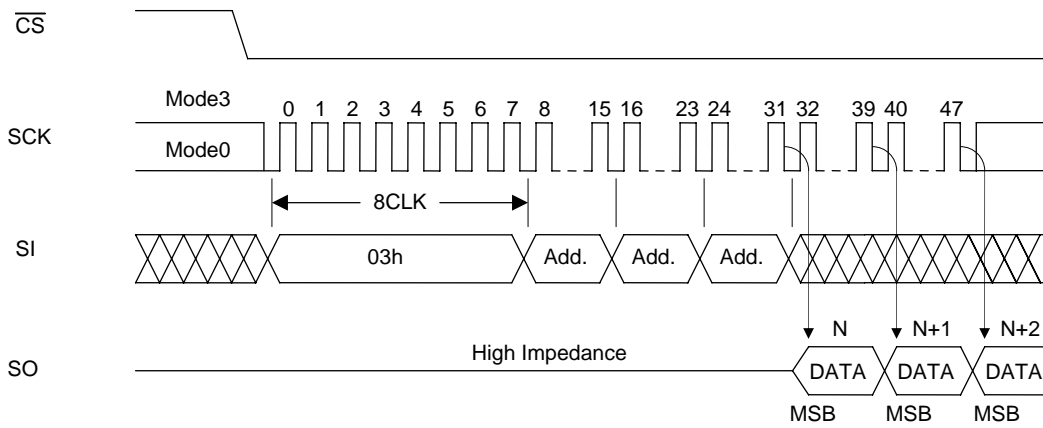 CS
Mode3
0 1 2 3 4 5 6 7 8 15 16 23 24 31 32 39 40 47
SCK
Mode0
8CLK
SI
03h Add. Add. Add.
N N+1 N+2
High Impedance
SO
DATA DATA DATA
MSB MSB MSB